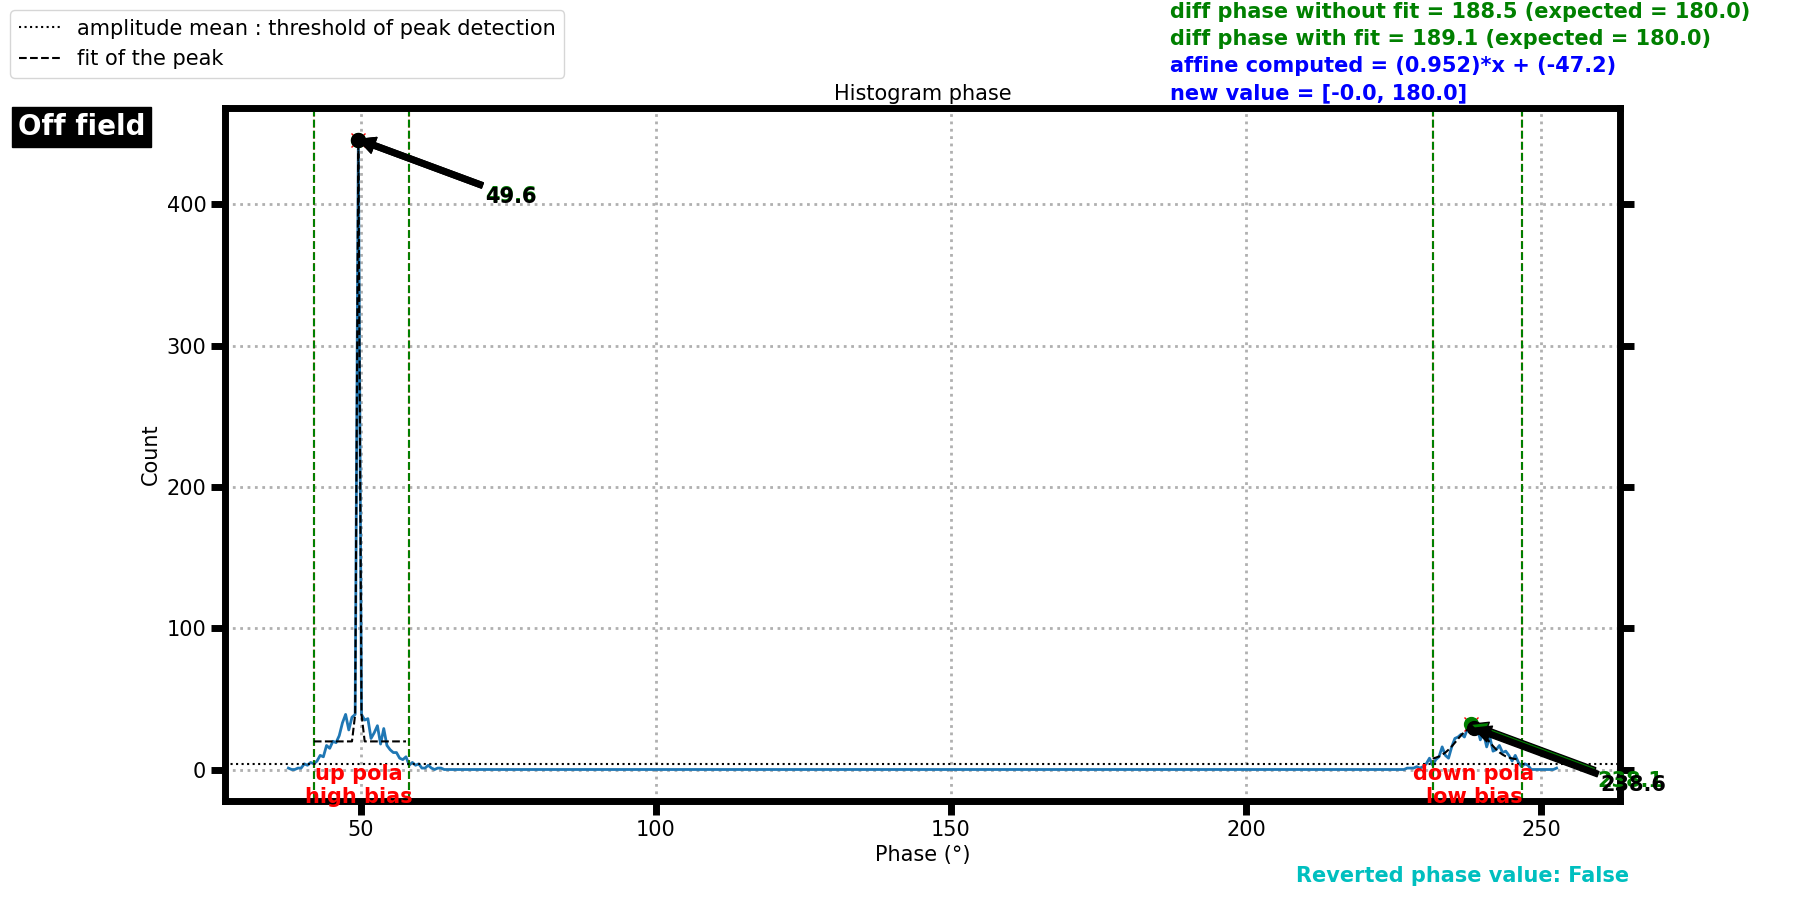 amplitude mean : threshold of peak detection
fit of the peak
diff phase without fit = 188.5 (expected = 180.0)
diff phase with fit = 189.1 (expected = 180.0)
affine computed = (0.952)*x + (-47.2)
new value = [-0.0, 180.0]
Histogram phase
Off field
49.6
400
300
200
100
0
Count
up pola
high bias
down pola
low bias
238.6
50
100
150
200
250
Phase (°)
Reverted phase value: False